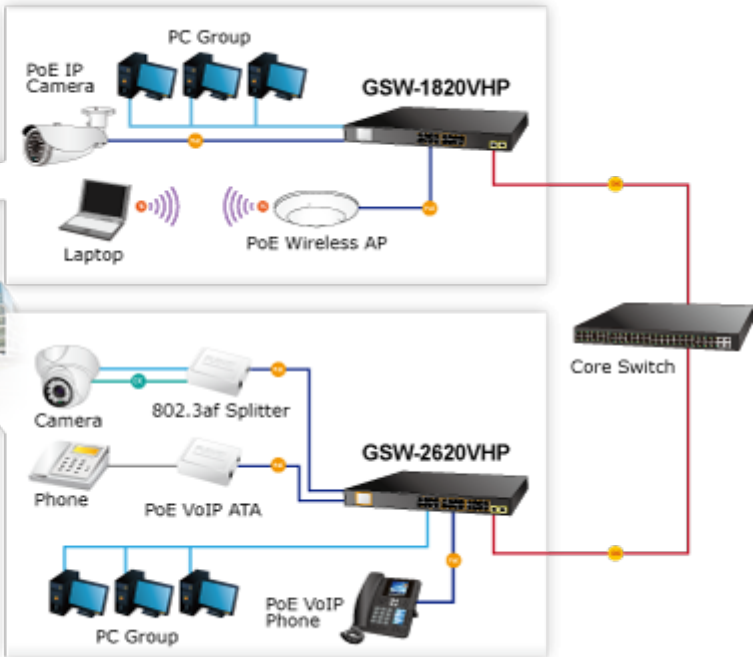 PC Group
PoE IP
Camera
GSW-1820VHP
Laptop
PoE Wireless AP
Core Switch
Camera
802.3af Splitter
GSW-2620VHP
Phone
PoE VoIP ATA
PoE VoIP
Phone
PC Group